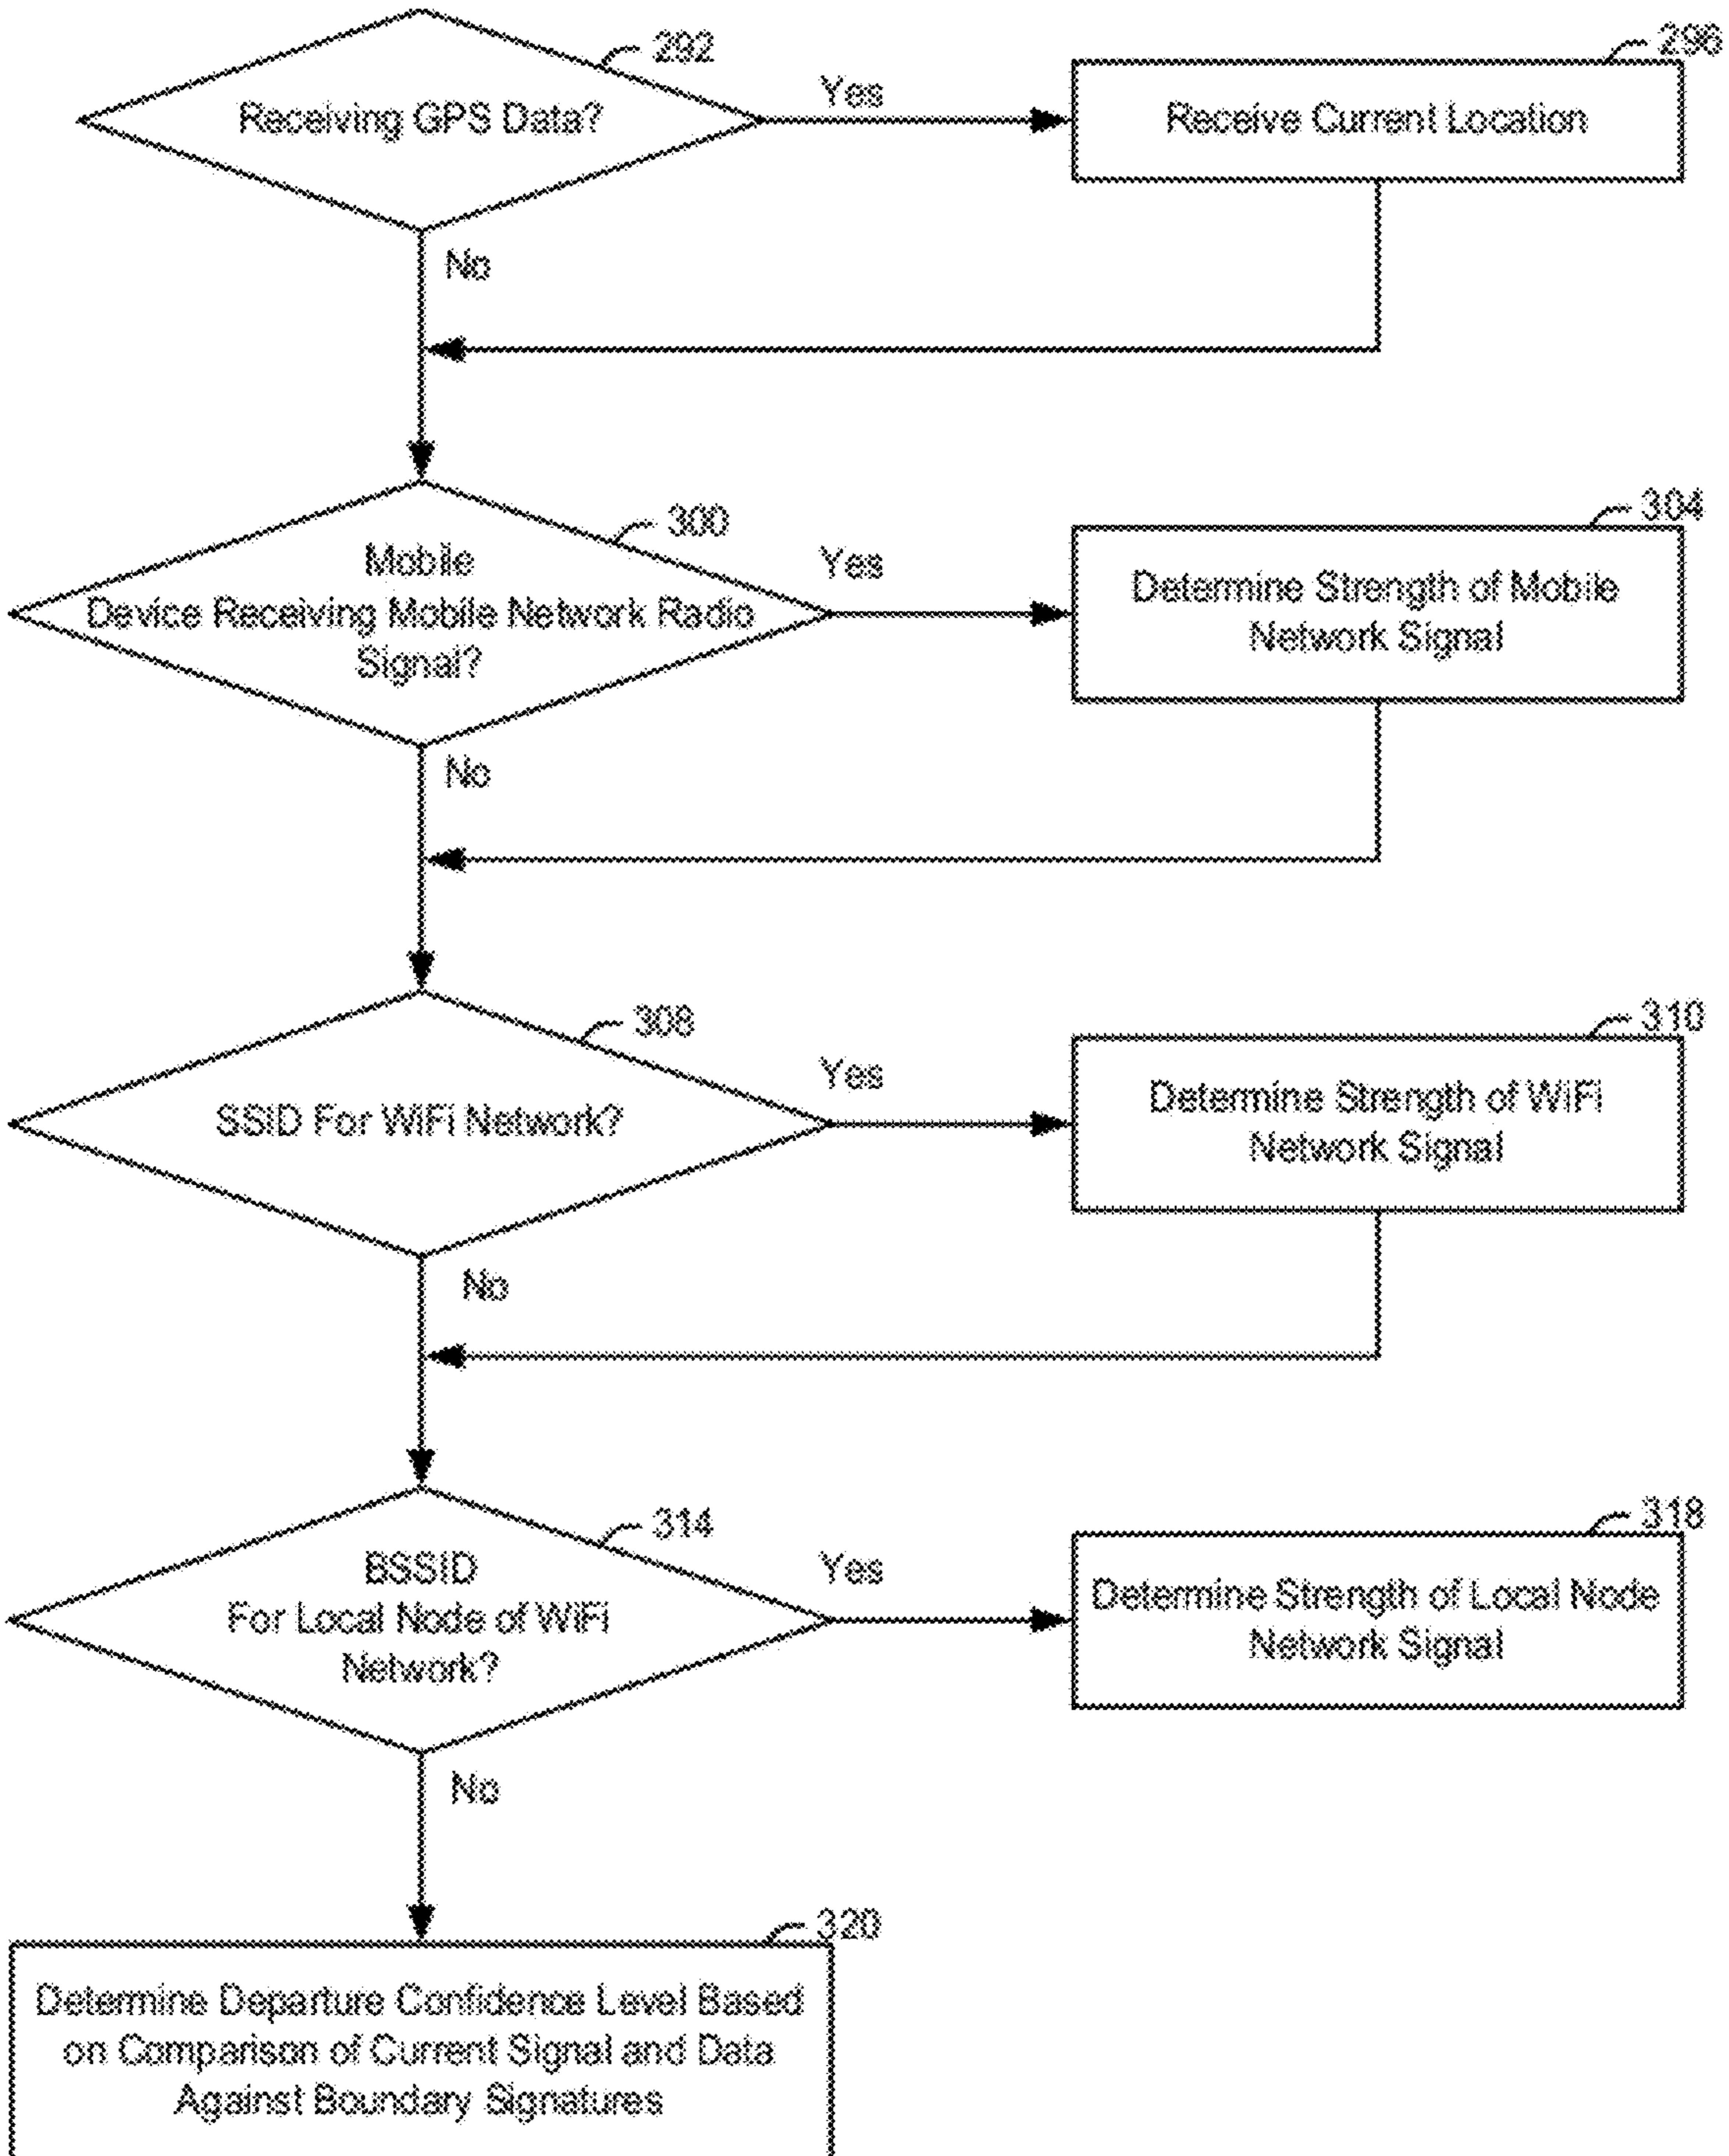 292
296
Receiving GPS Data?
Yes
Receive Current Location
No
300
304
Mobile
Device Receiving Mobile Network Radio
Signal?
Yes
Determine Strength of Mobile
Network Signal
No
308
310
SSID For WiFi Network?
Yes
Determine Strength of WiFi
Network Signal
No
314
318
BSSID
For Local Node of WiFi
Network?
Yes
Determine Strength of Local Node
Network Signal
No
320
Determine Departure Confidence Level Based
on Comparison of Current Signal and Data
Against Boundary Signatures